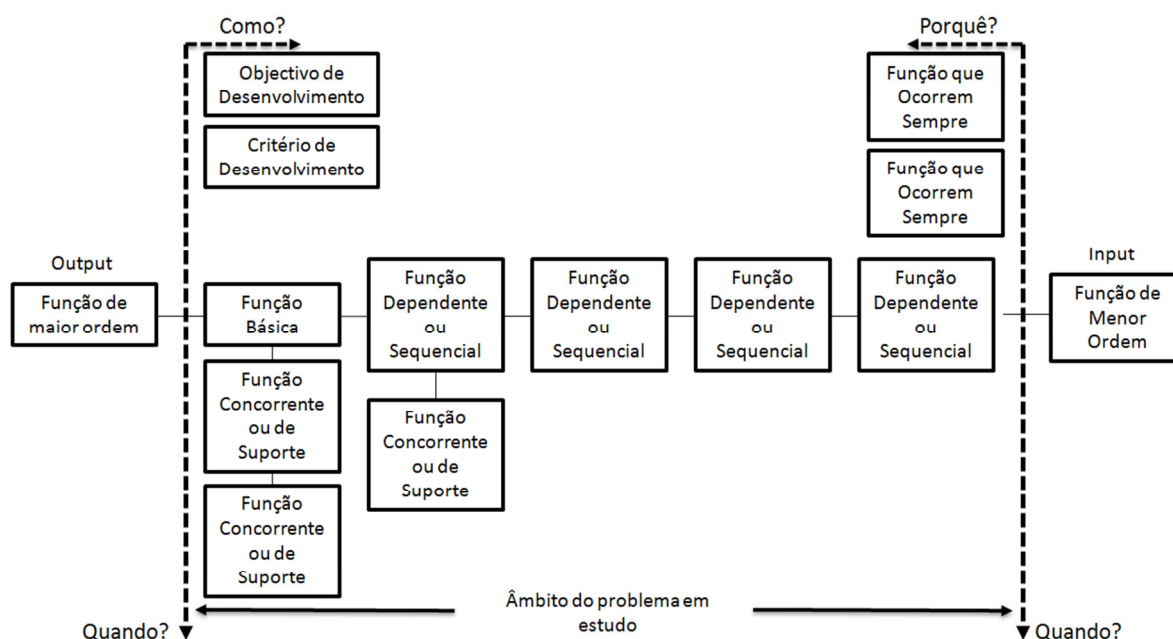 Como?
Porquê?
Objectivo de
Desenvolvimento
Critério de
Desenvolvimento
Função que
Ocorrem
Sempre
Função que
Ocorrem
Sempre
Output
Função de
maior ordem
Função
Básica
Função
Dependente
ou
Sequencial
Função
Dependente
ou
Sequencial
Função
Dependente
ou
Sequencial
Função
Dependente
ou
Sequencial
Input
Função de
Menor
Ordem
Função
Concorrente
ou de
Suporte
Função
Concorrente
ou de
Suporte
Função
Concorrente
ou de
Suporte
Âmbito do problema em
estudo
Quando?
Quando?